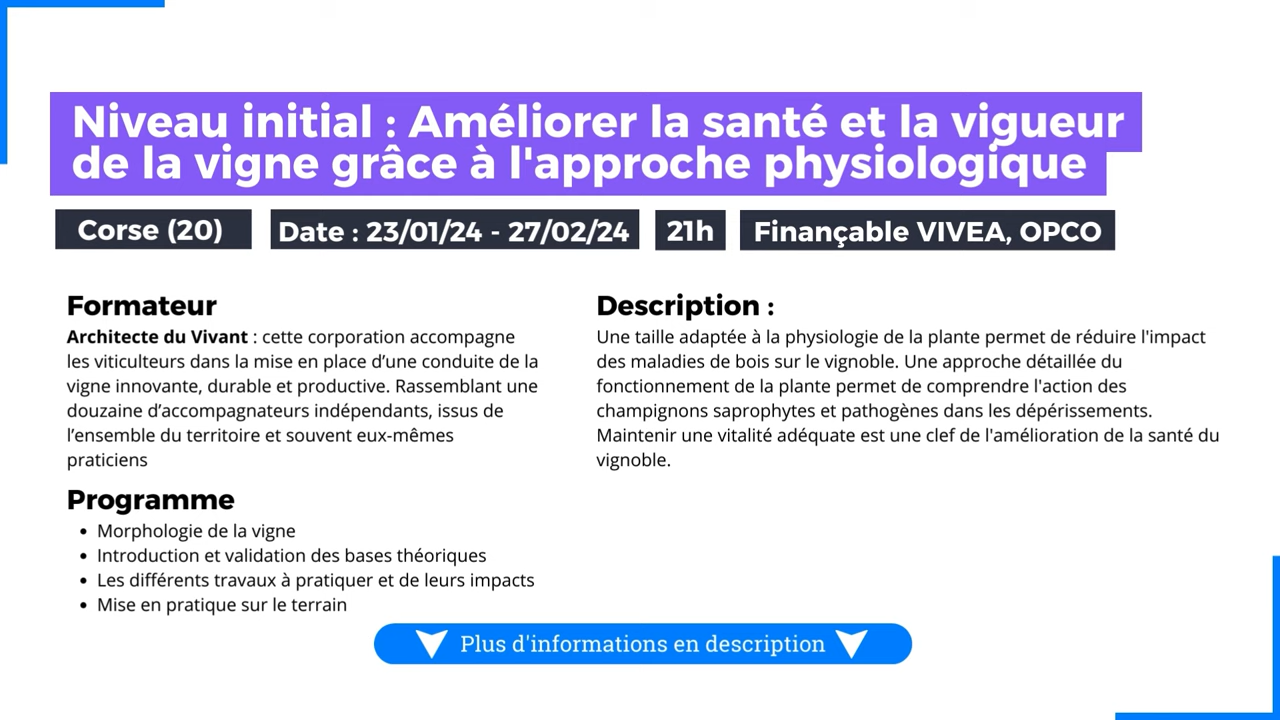 Niveau initial : Améliorer la santé et la vigueur
de la vigne grâce à l'approche physiologique
Corse (20)
Date : 23/01/24 - 27/02/24
21h
Finançable VIVEA, OPCO
Formateur
Architecte du Vivant : cette corporation accompagne
les viticulteurs dans la mise en place d’une conduite de la
vigne innovante, durable et productive. Rassemblant une
douzaine d’accompagnateurs indépendants, issus de
l’ensemble du territoire et souvent eux-mêmes
praticiens
Programme
• Morphologie de la vigne
• Introduction et validation des bases théoriques
• Les différents travaux à pratiquer et de leurs impacts
• Mise en pratique sur le terrain
Description :
Une taille adaptée à la physiologie de la plante permet de réduire l'impact
des maladies de bois sur le vignoble. Une approche détaillée du
fonctionnement de la plante permet de comprendre l'action des
champignons saprophytes et pathogènes dans les dépérissements.
Maintenir une vitalité adéquate est une clef de l'amélioration de la santé du
vignoble.
Plus d'informations en description